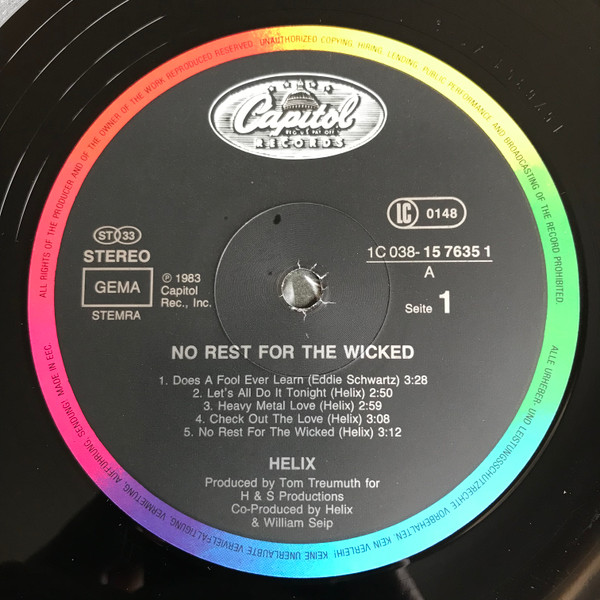 ALL RIGHTS OF THE PRODUCER AND OF THE OWNER OF THE WORK REPRODUCED RESERVED. UNAUTHORIZED COPYING, HIRING, LENDING, PUBLIC PERFORMANCE AND BROADCASTING OF THE RECORD PROHIBITED.
Capitol
RECORDS
LC 0148
ST 33
STEREO
GEMA
STEMRA
℗ 1983
Capitol
Rec., Inc.
1C 038-15 7635 1
A
Seite 1
NO REST FOR THE WICKED
1. Does A Fool Ever Learn (Eddie Schwartz) 3:28
2. Let's All Do It Tonight (Helix) 2:50
3. Heavy Metal Love (Helix) 2:59
4. Check Out The Love (Helix) 3:08
5. No Rest For The Wicked (Helix) 3:12
HELIX
Produced by Tom Treumuth for
H & S Productions
Co-Produced by Helix
& William Seip
ALLE URHEBER- UND LEISTUNGSSCHUTZRECHTE VORBEHALTEN. KEIN VERLEIH! KEINE UNERLAUBTE VERVIELFÄLTIGUNG, VERMIETUNG, AUFFÜHRUNG, SENDUNG! MADE IN EEC.